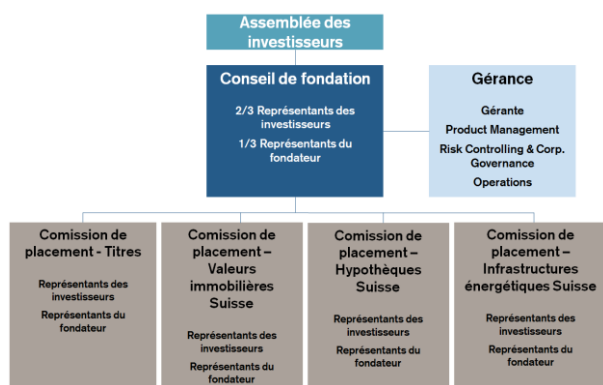 Assemblée des
investisseurs
Conseil de fondation
2/3 Représentants des
investisseurs
1/3 Représentants du
fondateur
Gérance
Gérante
Product Management
Risk Controlling & Corp.
Governance
Operations
Comission de
placement - Titres
Représentants des
investisseurs
Représentants du
fondateur
Comission de
placement –
Valeurs
immobilières
Suisse
Représentants des
investisseurs
Représentants du
fondateur
Comission de
placement –
Hypothèques
Suisse
Représentants des
investisseurs
Représentants du
fondateur
Comission de
placement –
Infrastructures
énergétiques Suisse
Représentants des
investisseurs
Représentants du
fondateur